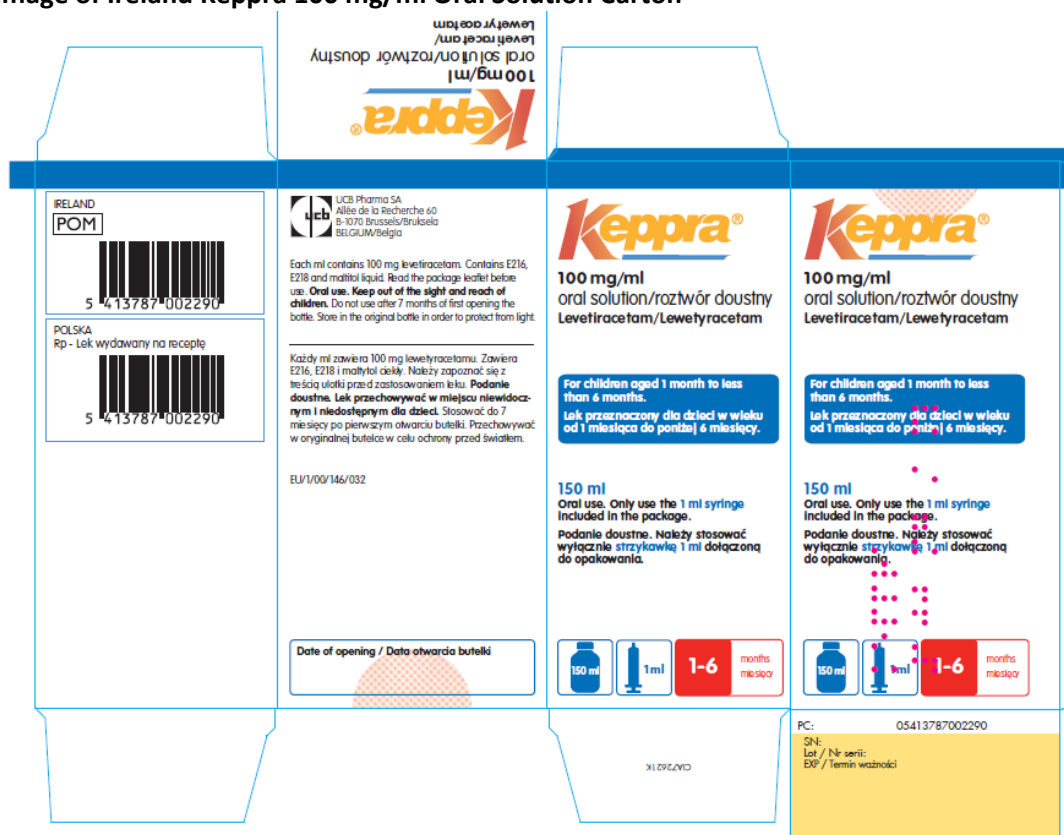 Image of Ireland Keppra 100 mg/ml Oral Solution Carton
Keppra®
100 mg/ml
oral solution/roztwór doustny
Levetiracetam/
Lewetyracetam
IRELAND
POM
5 413787 002290
POLSKA
Rp - Lek wydawany na receptę
5 413787 002290
ucb
UCB Pharma SA
Allée de la Recherche 60
B-1070 Brussels/Bruksela
BELGIUM/Belgia
Each ml contains 100 mg levetiracetam. Contains E216,
E218 and maltitol liquid. Read the package leaflet before
use. Oral use. Keep out of the sight and reach of
children. Do not use after 7 months of first opening the
bottle. Store in the original bottle in order to protect from light.
Każdy ml zawiera 100 mg lewetyracetamu. Zawiera
E216, E218 i maltytol ciekły. Należy zapoznać się z
treścią ulotki przed zastosowaniem leku. Podanie
doustne. Lek przechowywać w miejscu niewidocz-
nym i niedostępnym dla dzieci. Stosować do 7
miesięcy po pierwszym otwarciu butelki. Przechowywać
w oryginalnej butelce w celu ochrony przed światłem.
EU/1/00/146/032
Date of opening / Data otwarcia butelki
Keppra®
100 mg/ml
oral solution/roztwór doustny
Levetiracetam/Lewetyracetam
For children aged 1 month to less
than 6 months.
Lek przeznaczony dla dzieci w wieku
od 1 miesiąca do poniżej 6 miesięcy.
150 ml
Oral use. Only use the 1 ml syringe
included in the package.
Podanie doustne. Należy stosować
wyłącznie strzykawkę 1 ml dołączoną
do opakowania.
150 ml
1ml
1-6
months
miesięcy
CIA72621K
Keppra®
100 mg/ml
oral solution/roztwór doustny
Levetiracetam/Lewetyracetam
For children aged 1 month to less
than 6 months.
Lek przeznaczony dla dzieci w wieku
od 1 miesiąca do poniżej 6 miesięcy.
150 ml
Oral use. Only use the 1 ml syringe
included in the package.
Podanie doustne. Należy stosować
wyłącznie strzykawkę 1 ml dołączoną
do opakowania.
150 ml
1ml
1-6
months
miesięcy
PC: 05413787002290
SN:
Lot / Nr serii:
EXP / Termin ważności